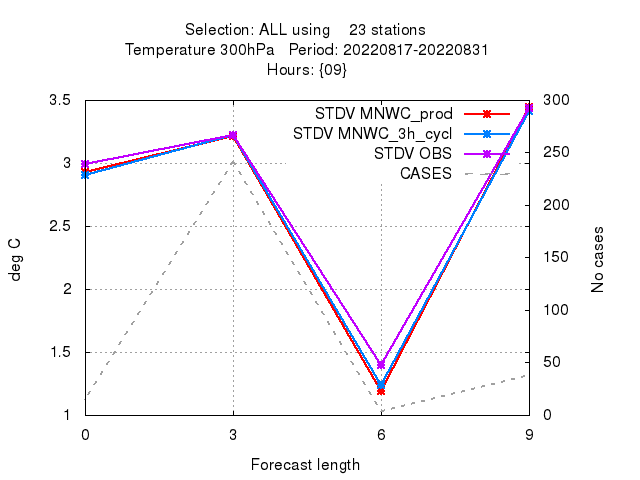 Selection: ALL using 23 stations
Temperature 300hPa Period: 20220817-20220831
Hours: {09}
3.5
3
2.5
2
1.5
1
deg C
300
250
200
150
100
50
0
No cases
STDV MNWC_prod
STDV MNWC_3h_cycl
STDV OBS
CASES
0 3 6 9
Forecast length